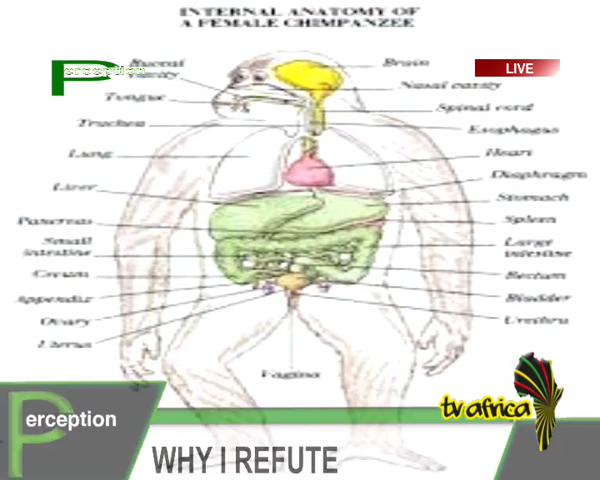 INTERNAL ANATOMY OF
A FEMALE CHIMPANZEE
Perception
LIVE
Buccal
cavity
Tongue
Trachea
Lung
Liver
Pancreas
Small
intestine
Cecum
Appendix
Ovary
Uterus
Brain
Nasal cavity
Spinal cord
Esophagus
Heart
Diaphragm
Stomach
Spleen
Large
intestine
Rectum
Bladder
Urethra
Vagina
Perception
tv africa
WHY I REFUTE